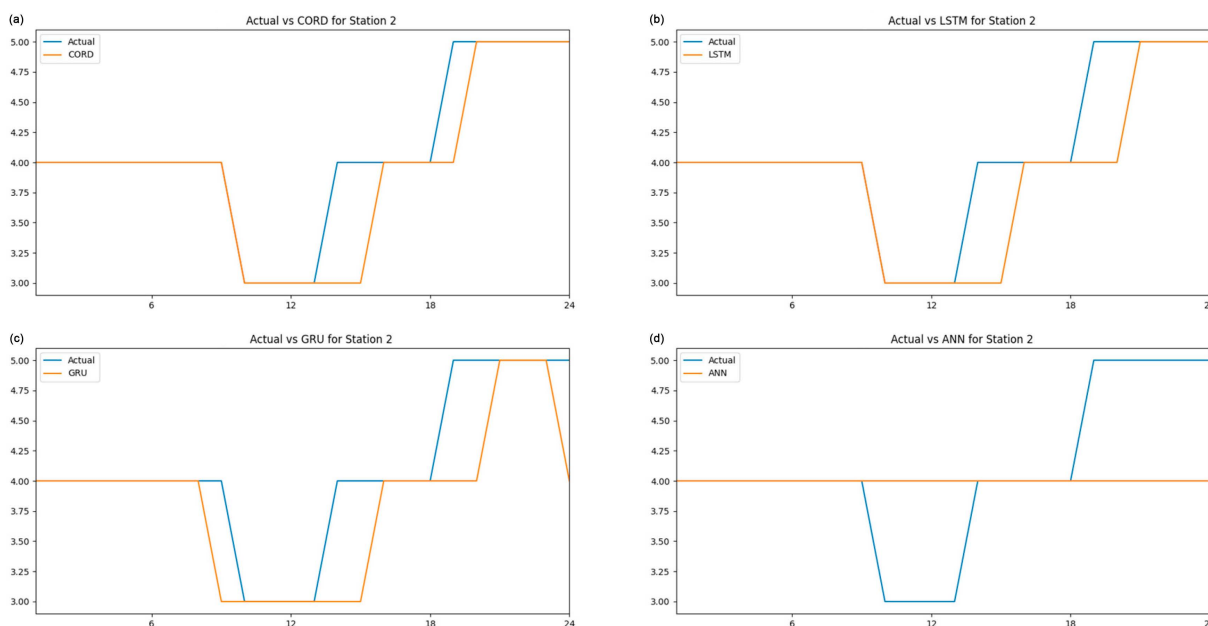 (a)
Actual vs CORD for Station 2
Actual
CORD
5.00
4.75
4.50
4.25
4.00
3.75
3.50
3.25
3.00
6 12 18 24
(b)
Actual vs LSTM for Station 2
Actual
LSTM
5.00
4.75
4.50
4.25
4.00
3.75
3.50
3.25
3.00
6 12 18
(c)
Actual vs GRU for Station 2
Actual
GRU
5.00
4.75
4.50
4.25
4.00
3.75
3.50
3.25
3.00
6 12 18 24
(d)
Actual vs ANN for Station 2
Actual
ANN
5.00
4.75
4.50
4.25
4.00
3.75
3.50
3.25
3.00
6 12 18